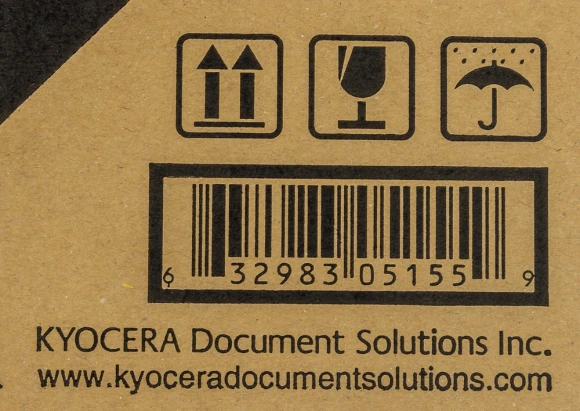 6 32983 05155 9
KYOCERA Document Solutions Inc.
www.kyoceradocumentsolutions.com